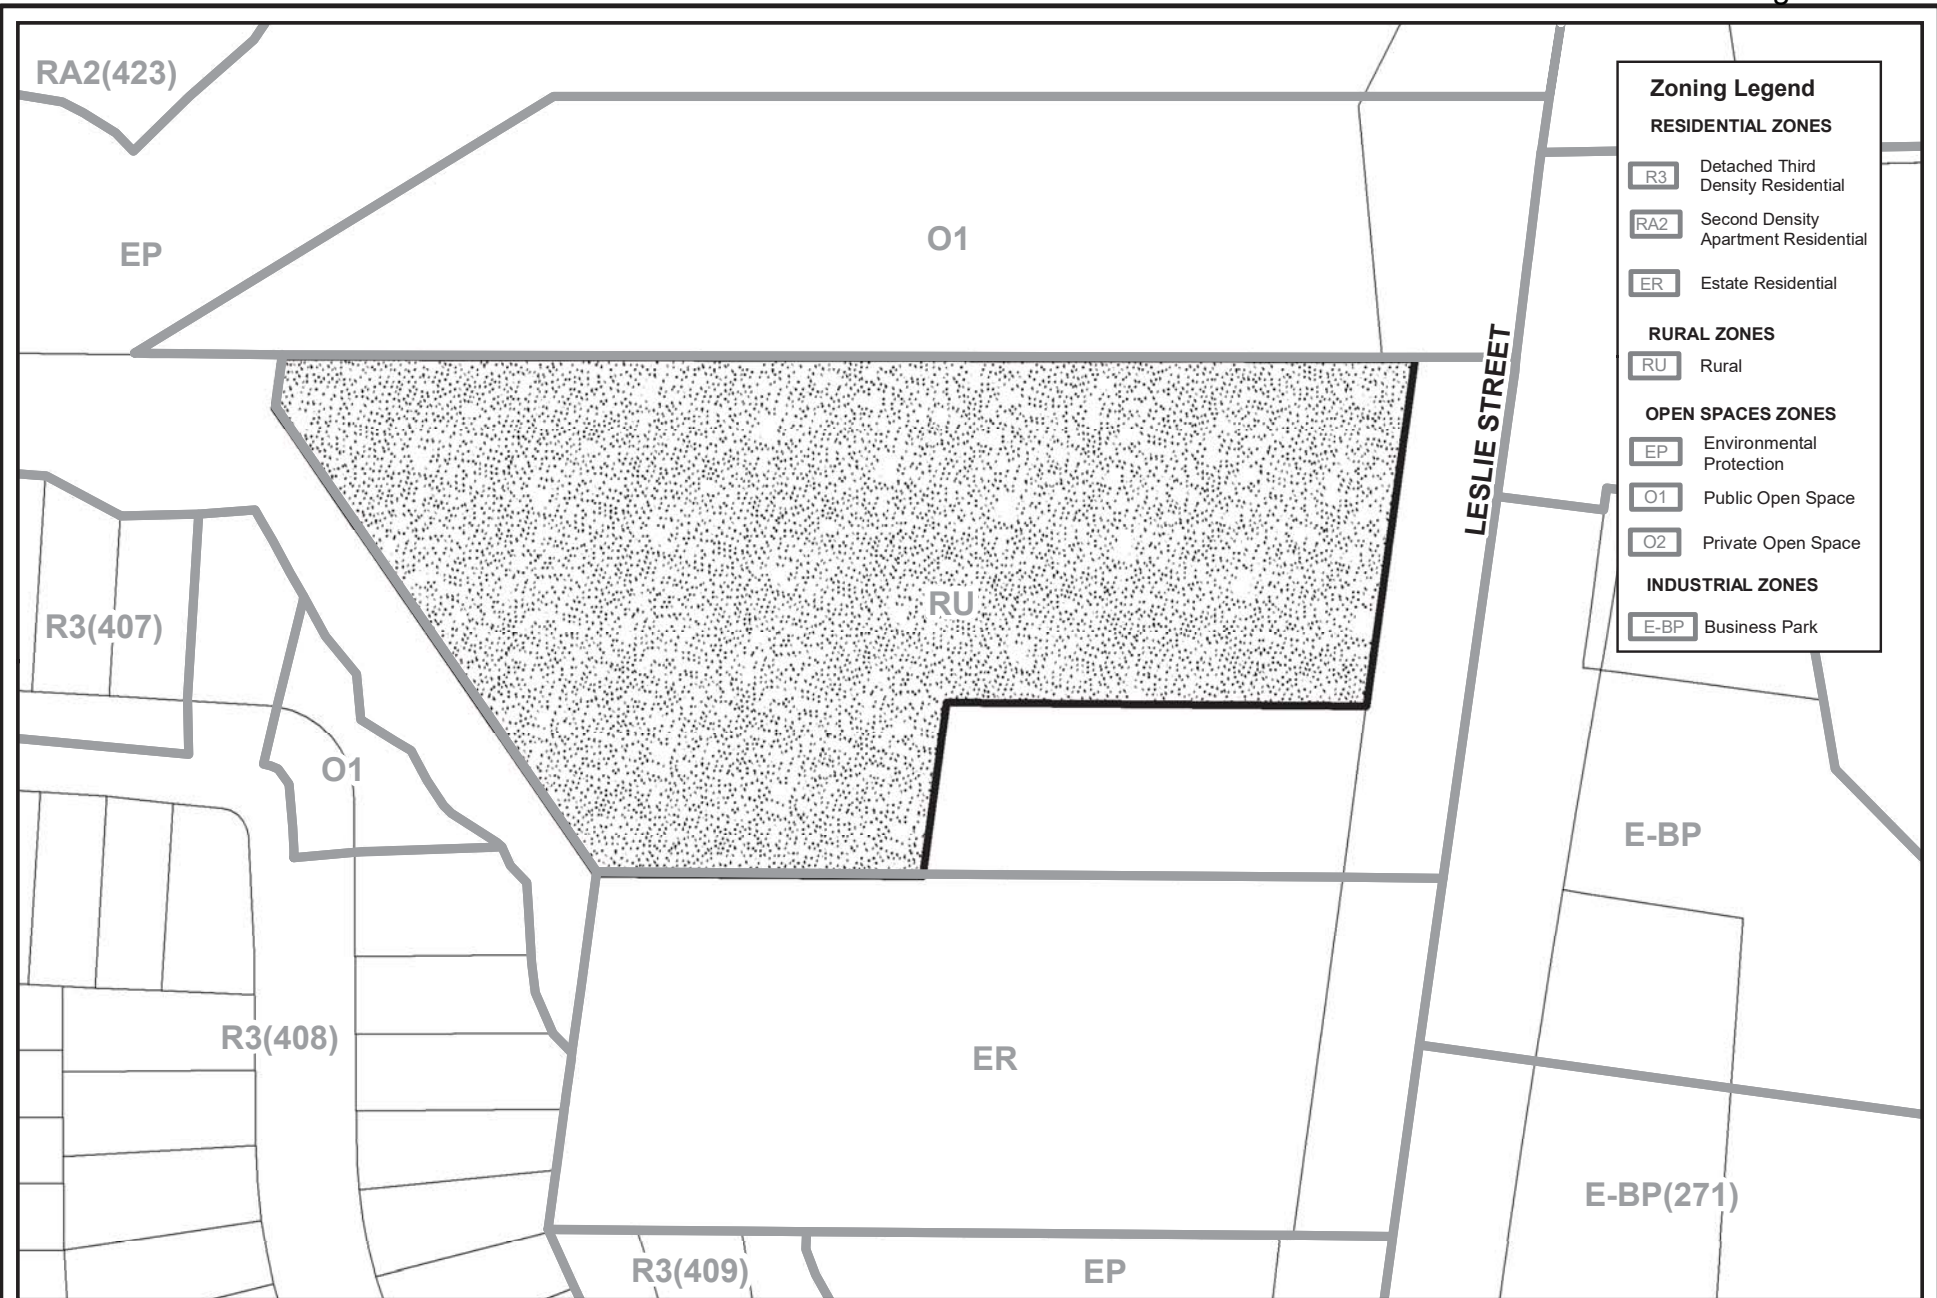 RA2(423)
EP
O1
LESLIE STREET
RU
R3(407)
O1
E-BP
R3(408)
ER
E-BP(271)
R3(409)
EP
Zoning Legend
RESIDENTIAL ZONES
R3 Detached Third
Density Residential
RA2 Second Density
Apartment Residential
ER Estate Residential
RURAL ZONES
RU Rural
OPEN SPACES ZONES
EP Environmental
Protection
O1 Public Open Space
O2 Private Open Space
INDUSTRIAL ZONES
E-BP Business Park